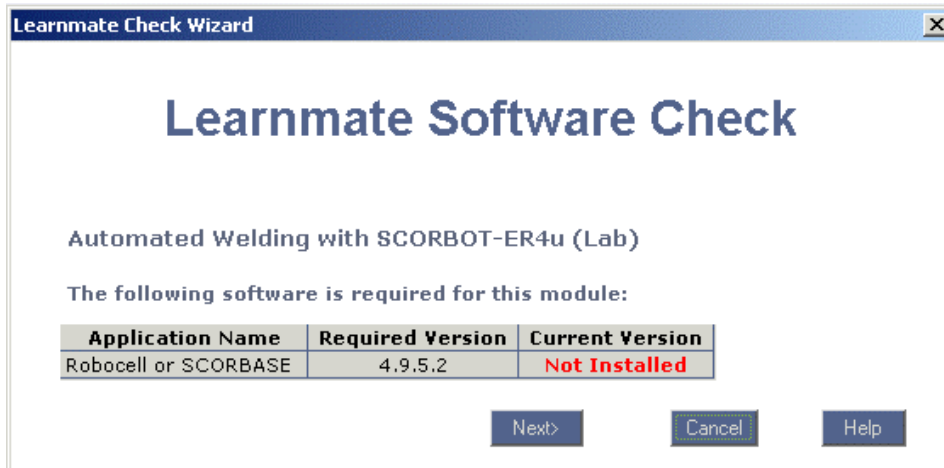 Learnmate Check Wizard
Learnmate Software Check
Automated Welding with SCORBOT-ER4u (Lab)
The following software is required for this module:
Application Name Required Version Current Version
Robocell or SCORBASE 4.9.5.2 Not Installed
Next> Cancel Help